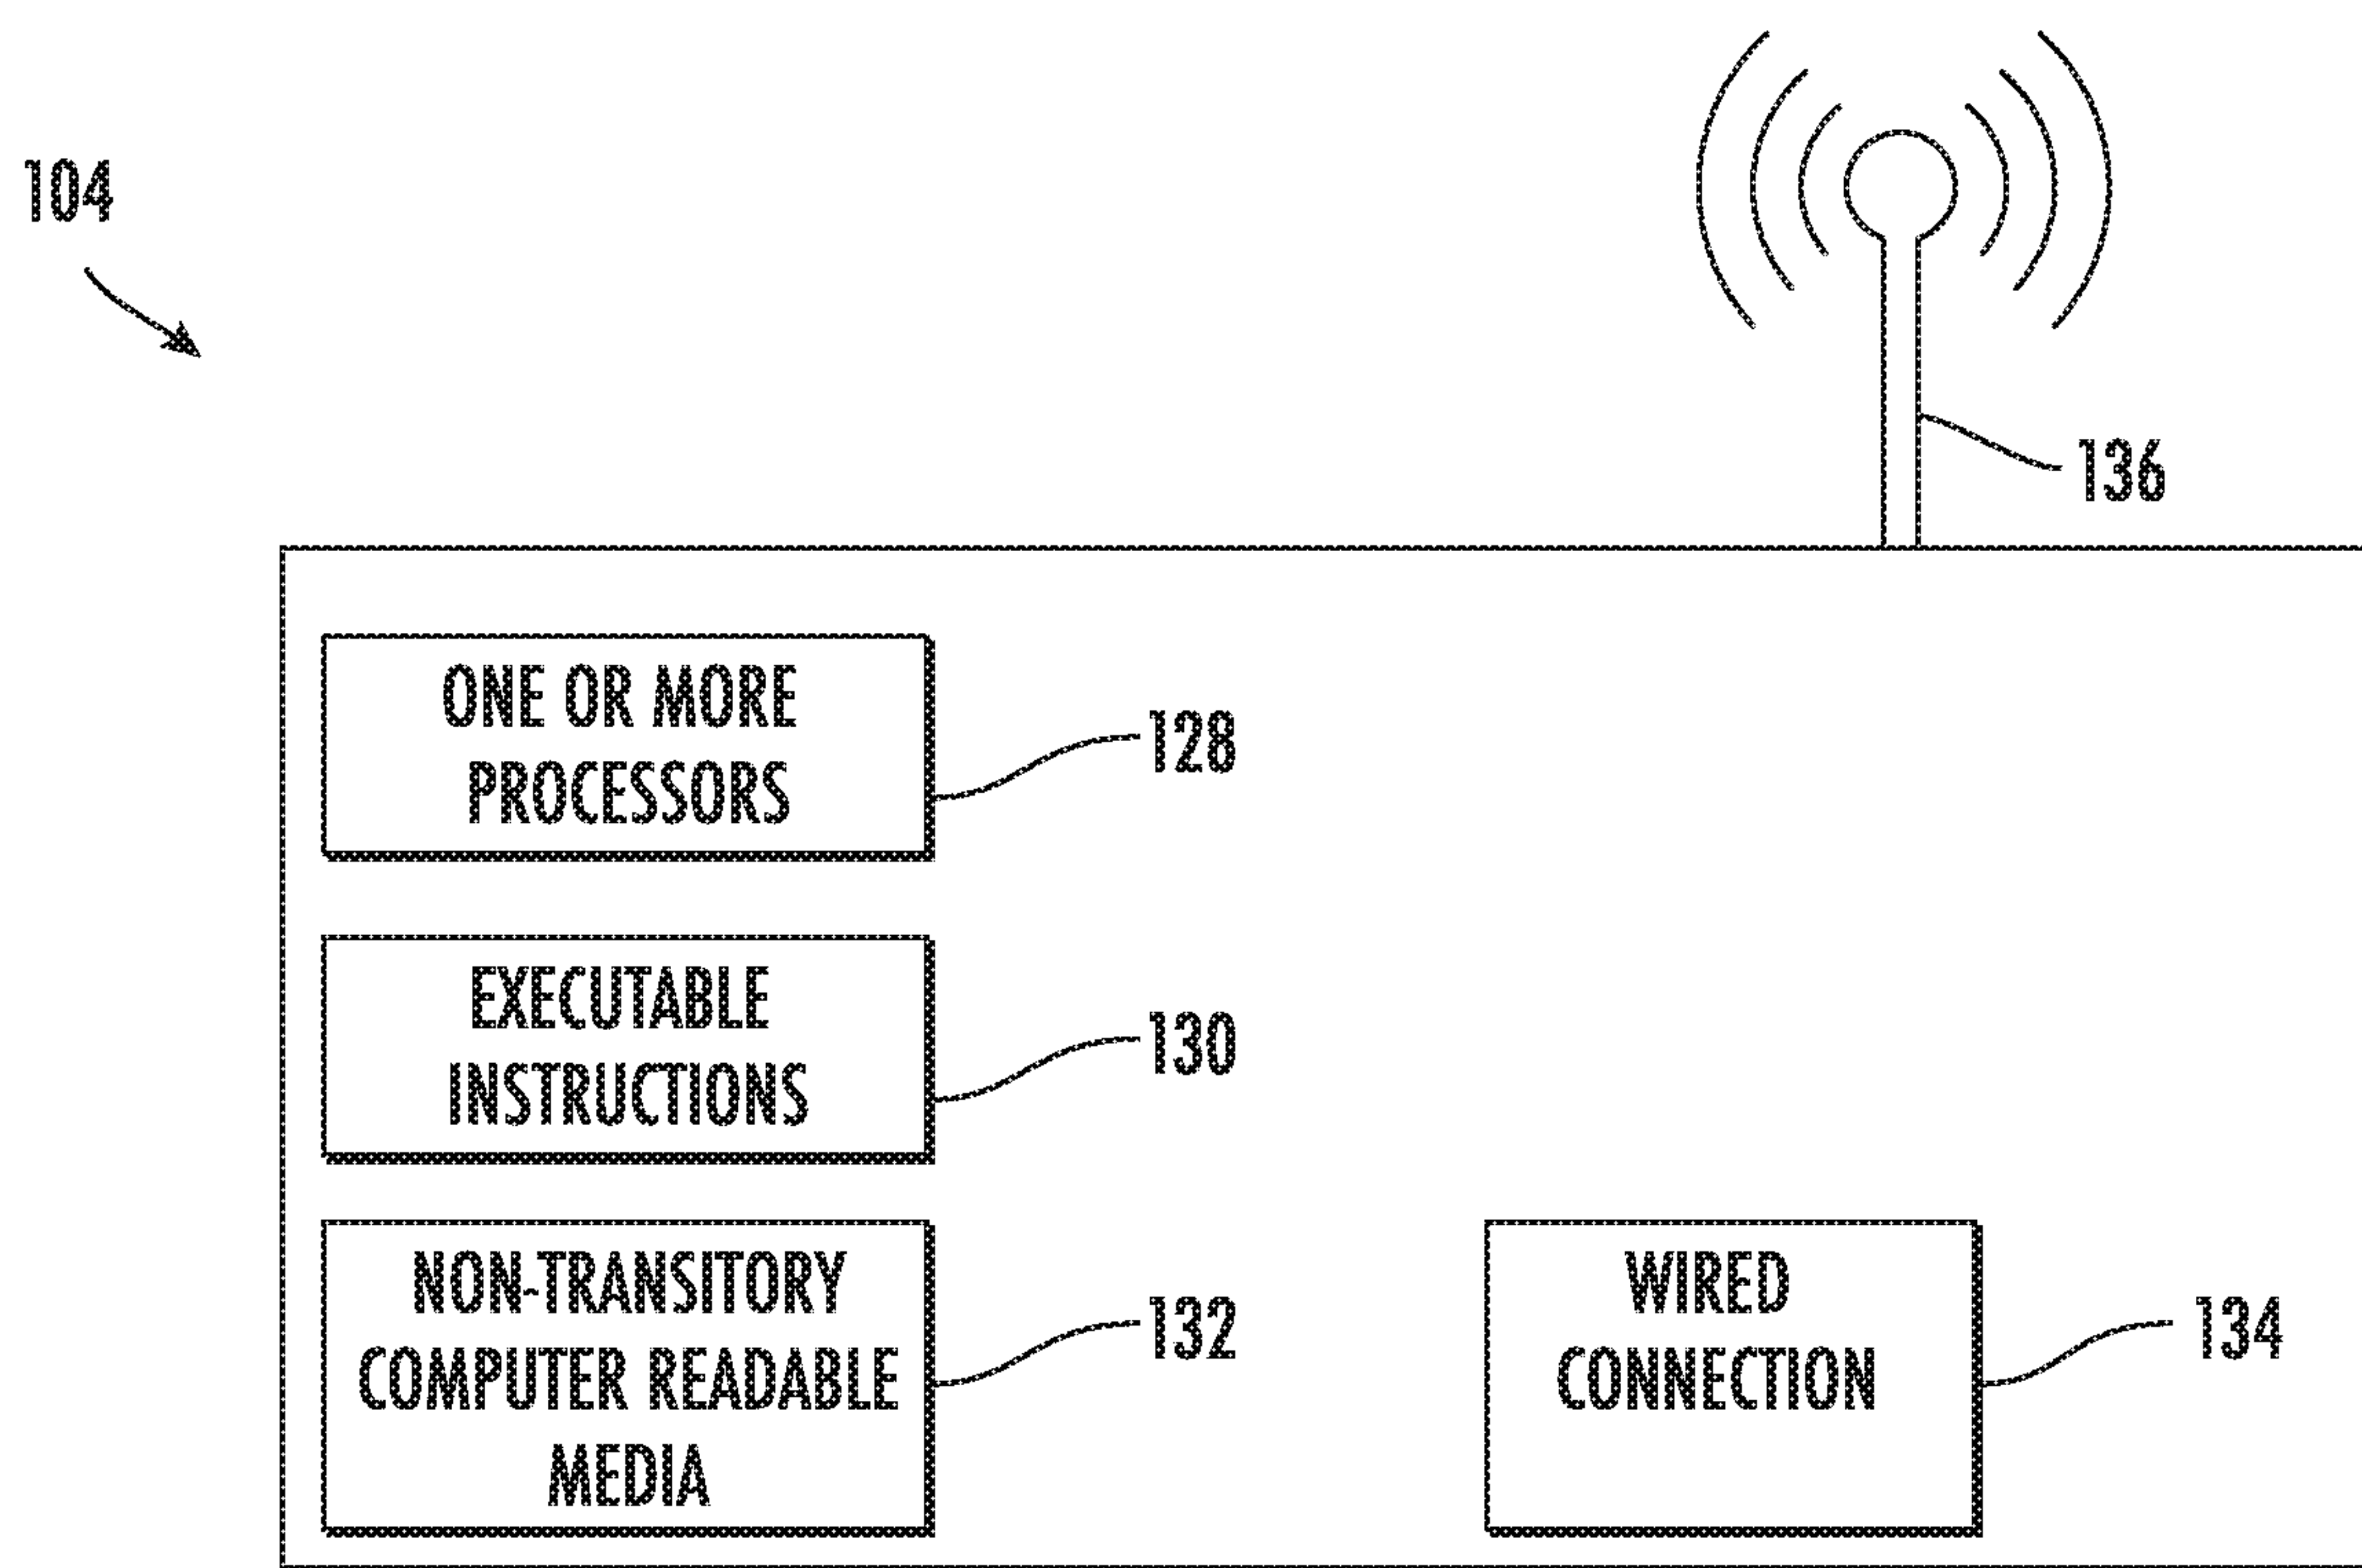 104
136
ONE OR MORE
PROCESSORS
128
EXECUTABLE
INSTRUCTIONS
130
NON-TRANSITORY
COMPUTER READABLE
MEDIA
132
WIRED
CONNECTION
134